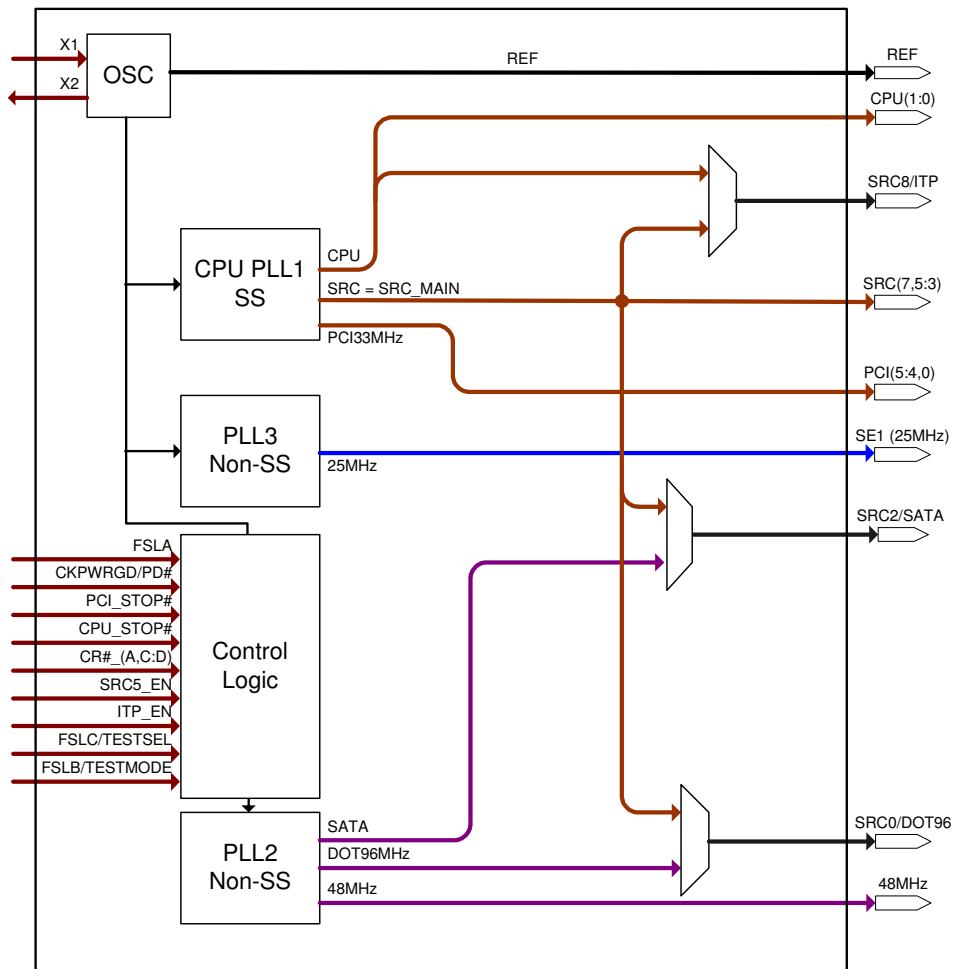 X1
X2
OSC
REF
REF
CPU(1:0)
SRC8/ITP
CPU PLL1
SS
CPU
SRC = SRC_MAIN
PCI33MHz
SRC(7,5:3)
PCI(5:4,0)
PLL3
Non-SS
25MHz
SE1 (25MHz)
SRC2/SATA
FSLA
CKPWRGD/PD#
PCI_STOP#
CPU_STOP#
CR#_(A,C:D)
SRC5_EN
ITP_EN
FSLC/TESTSEL
FSLB/TESTMODE
Control
Logic
PLL2
Non-SS
SATA
DOT96MHz
48MHz
SRC0/DOT96
48MHz